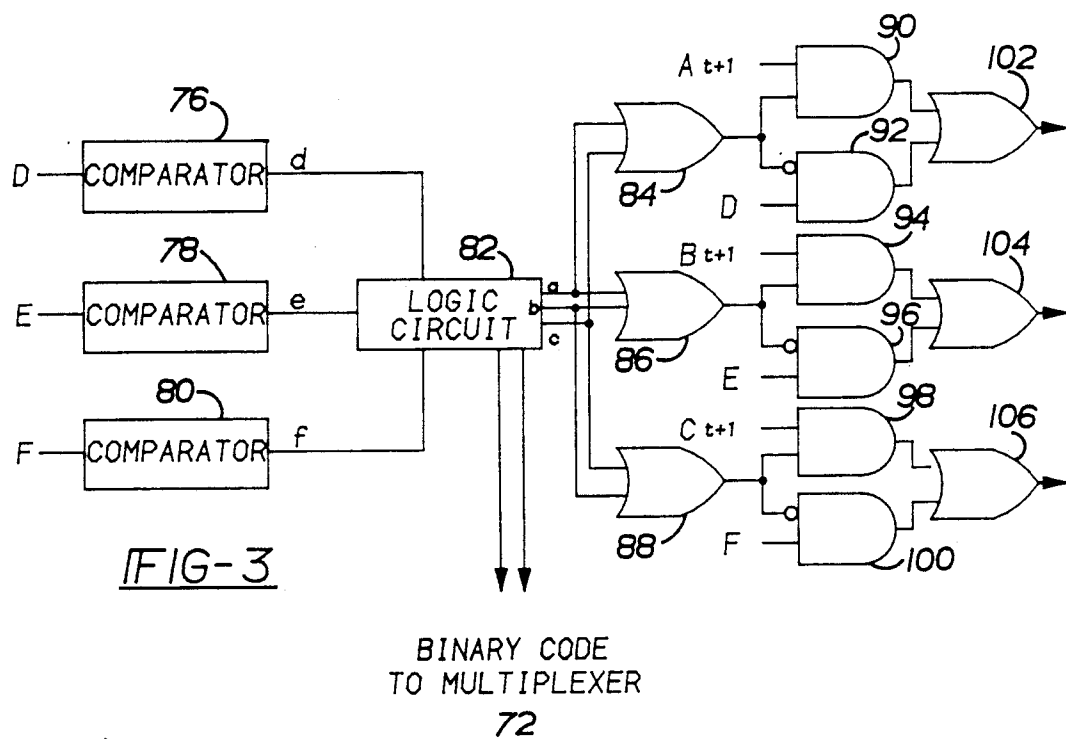 90
A t+1
102
76
92
D COMPARATOR d
84
D
94
78
82
B t+1
104
E COMPARATOR e
LOGIC
CIRCUIT
a
b
c
86
96
E
80
98
C t+1
106
F COMPARATOR f
88
F
100
FIG-3
BINARY CODE
TO MULTIPLEXER
72